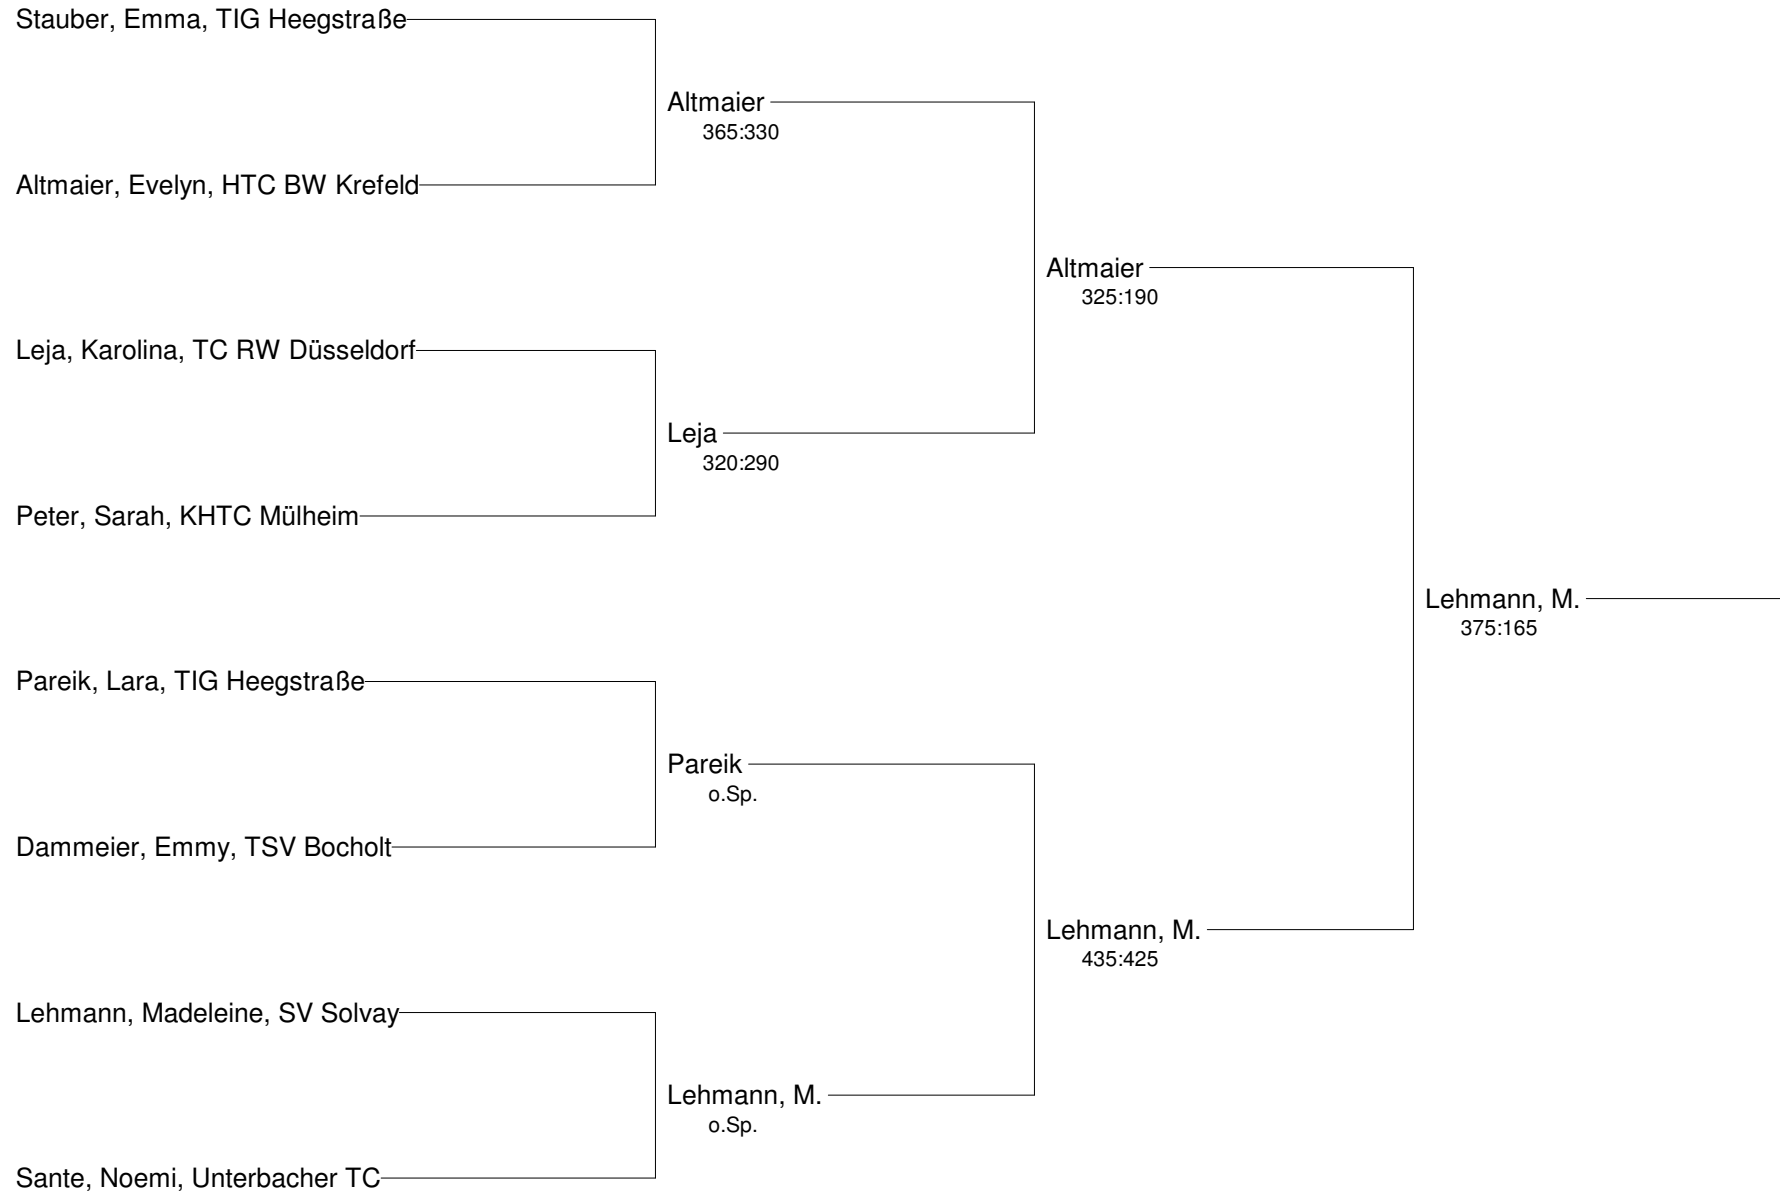 Stauber, Emma, TIG Heegstraße
Altmaier
365:330
Altmaier, Evelyn, HTC BW Krefeld
Altmaier
325:190
Leja, Karolina, TC RW Düsseldorf
Leja
320:290
Peter, Sarah, KHTC Mülheim
Lehmann, M.
375:165
Pareik, Lara, TIG Heegstraße
Pareik
o.Sp.
Dammeier, Emmy, TSV Bocholt
Lehmann, M.
435:425
Lehmann, Madeleine, SV Solvay
Lehmann, M.
o.Sp.
Sante, Noemi, Unterbacher TC